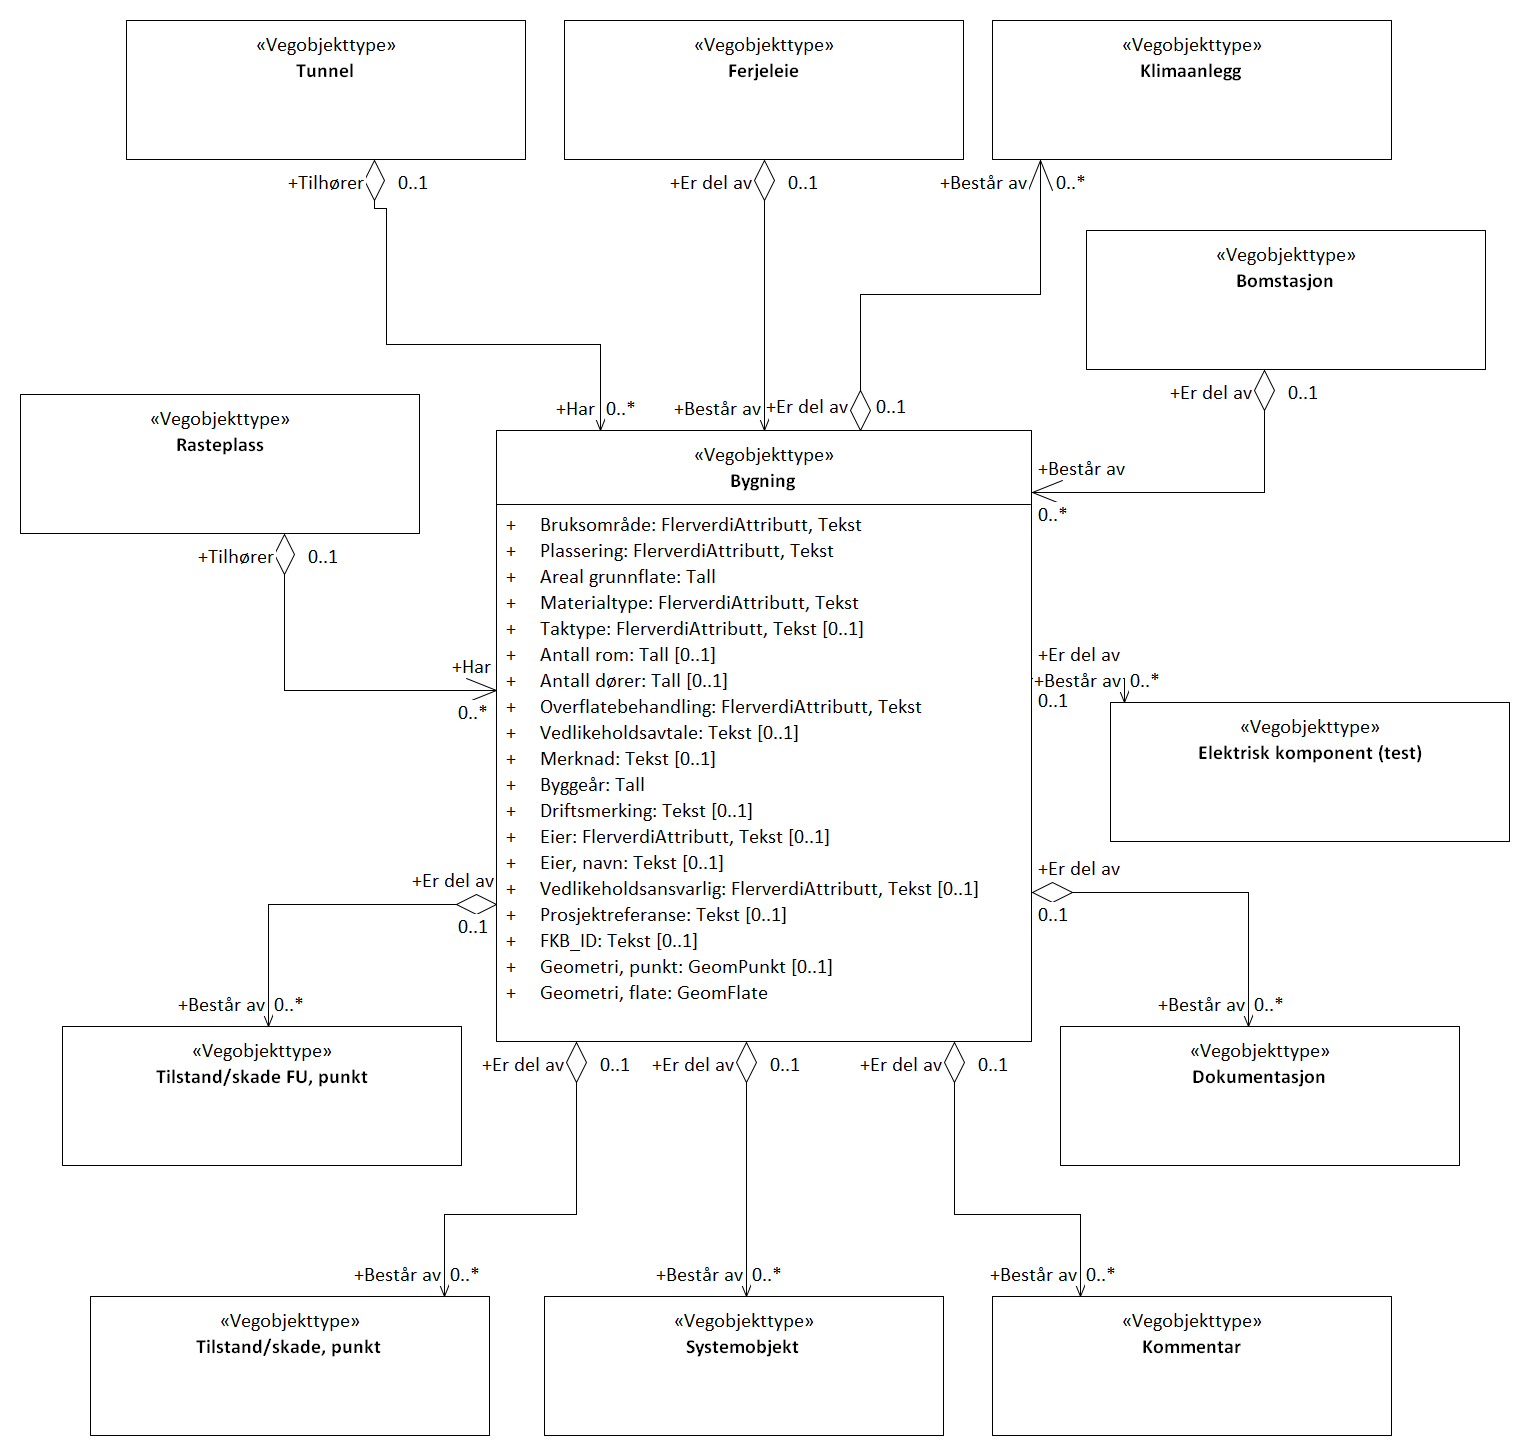 «Vegobjekttype»
Tunnel
«Vegobjekttype»
Ferjeleie
«Vegobjekttype»
Klimaanlegg
+Tilhører 0..1
+Er del av 0..1
+Består av 0..*
«Vegobjekttype»
Bomstasjon
+Er del av 0..1
«Vegobjekttype»
Rasteplass
+Tilhører 0..1
+Har 0..*
+Består av
+Er del av 0..1
+Består av
0..*
«Vegobjekttype»
Bygning
+ Bruksområde: FlerverdiAttributt, Tekst
+ Plassering: FlerverdiAttributt, Tekst
+ Areal grunnflate: Tall
+ Materialtype: FlerverdiAttributt, Tekst
+ Taktype: FlerverdiAttributt, Tekst [0..1]
+ Antall rom: Tall [0..1]
+ Antall dører: Tall [0..1]
+ Overflatebehandling: FlerverdiAttributt, Tekst
+ Vedlikeholdsavtale: Tekst [0..1]
+ Merknad: Tekst [0..1]
+ Byggeår: Tall
+ Driftsmerking: Tekst [0..1]
+ Eier: FlerverdiAttributt, Tekst [0..1]
+ Eier, navn: Tekst [0..1]
+ Vedlikeholdsansvarlig: FlerverdiAttributt, Tekst [0..1]
+ Prosjektreferanse: Tekst [0..1]
+ FKB_ID: Tekst [0..1]
+ Geometri, punkt: GeomPunkt [0..1]
+ Geometri, flate: GeomFlate
+Har
0..*
+Er del av
+Består av 0..*
0..1
«Vegobjekttype»
Elektrisk komponent (test)
+Er del av
0..1
+Er del av
0..1
+Består av 0..*
«Vegobjekttype»
Tilstand/skade FU, punkt
+Består av 0..*
«Vegobjekttype»
Dokumentasjon
+Er del av 0..1
+Er del av 0..1
+Er del av 0..1
+Består av 0..*
+Består av 0..*
+Består av 0..*
«Vegobjekttype»
Tilstand/skade, punkt
«Vegobjekttype»
Systemobjekt
«Vegobjekttype»
Kommentar